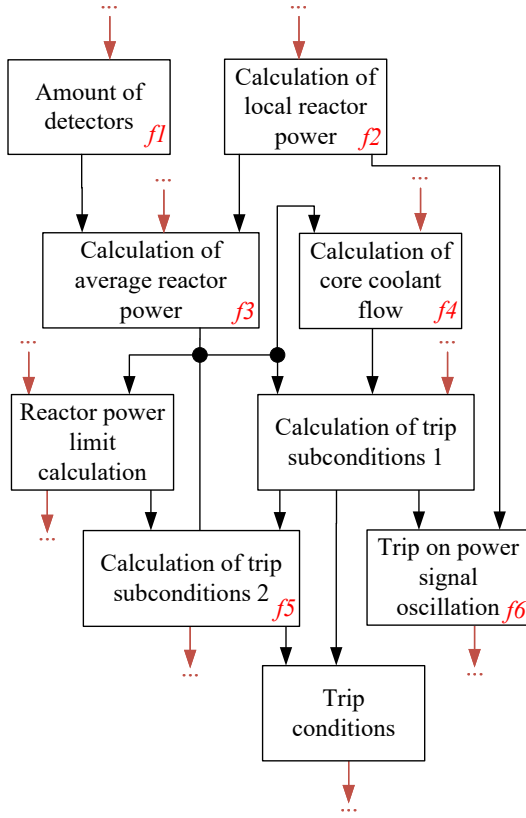 ...
Amount of
detectors
f1
Calculation of
local reactor
power
f2
...
...
Calculation of
average reactor
power
f3
Calculation of
core coolant
flow
f4
...
...
Reactor power
limit
calculation
Calculation of trip
subconditions 1
...
Calculation of trip
subconditions 2
f5
Trip on power
signal
oscillation
f6
...
...
Trip
conditions
...